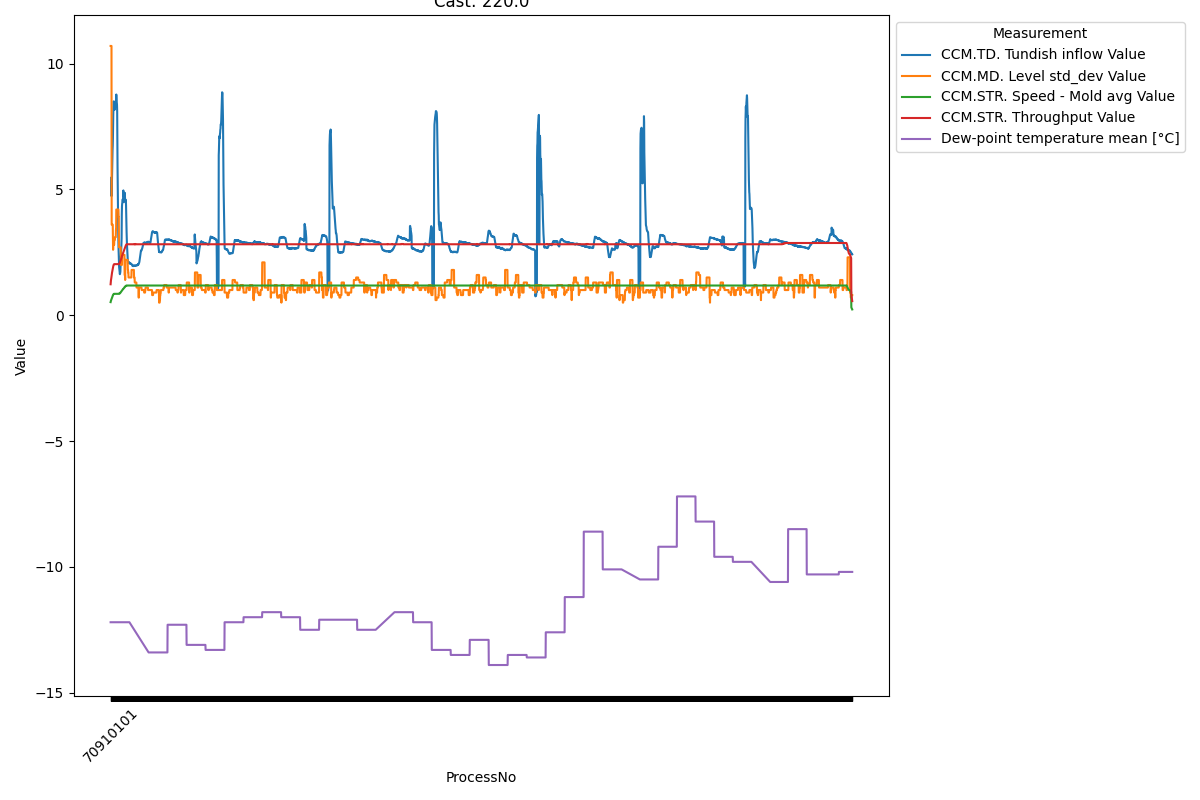 Cast: 220.0
Measurement
CCM.TD. Tundish inflow Value
CCM.MD. Level std_dev Value
CCM.STR. Speed - Mold avg Value
CCM.STR. Throughput Value
Dew-point temperature mean [°C]
10
5
0
−5
−10
−15
Value
70910101
ProcessNo